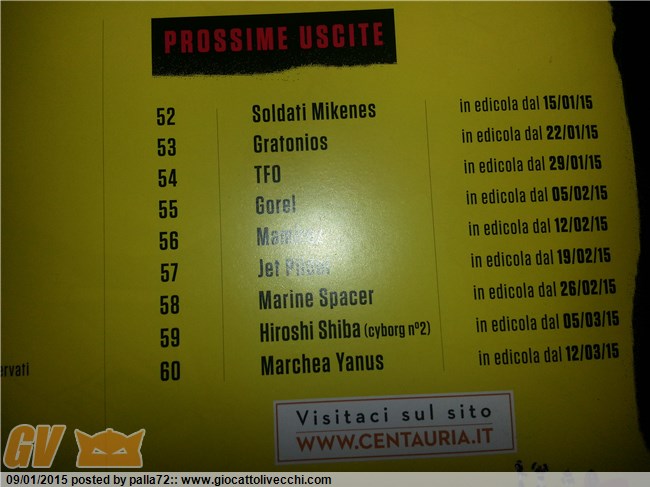 PROSSIME USCITE
52 Soldati Mikenes in edicola dal 15/01/15
53 Gratonios in edicola dal 22/01/15
54 TFO in edicola dal 29/01/15
55 Gorel in edicola dal 05/02/15
56 in edicola dal 12/02/15
57 Jet in edicola dal 19/02/15
58 Marine Spacer in edicola dal 26/02/15
59 Hiroshi Shiba (cyborg nº2) in edicola dal 05/03/15
60 Marchea Yanus in edicola dal 12/03/15
ervati
Visitaci sul sito
WWW.CENTAURIA.IT
GV
09/01/2015 posted by palla72:: www.giocattolivecchi.com